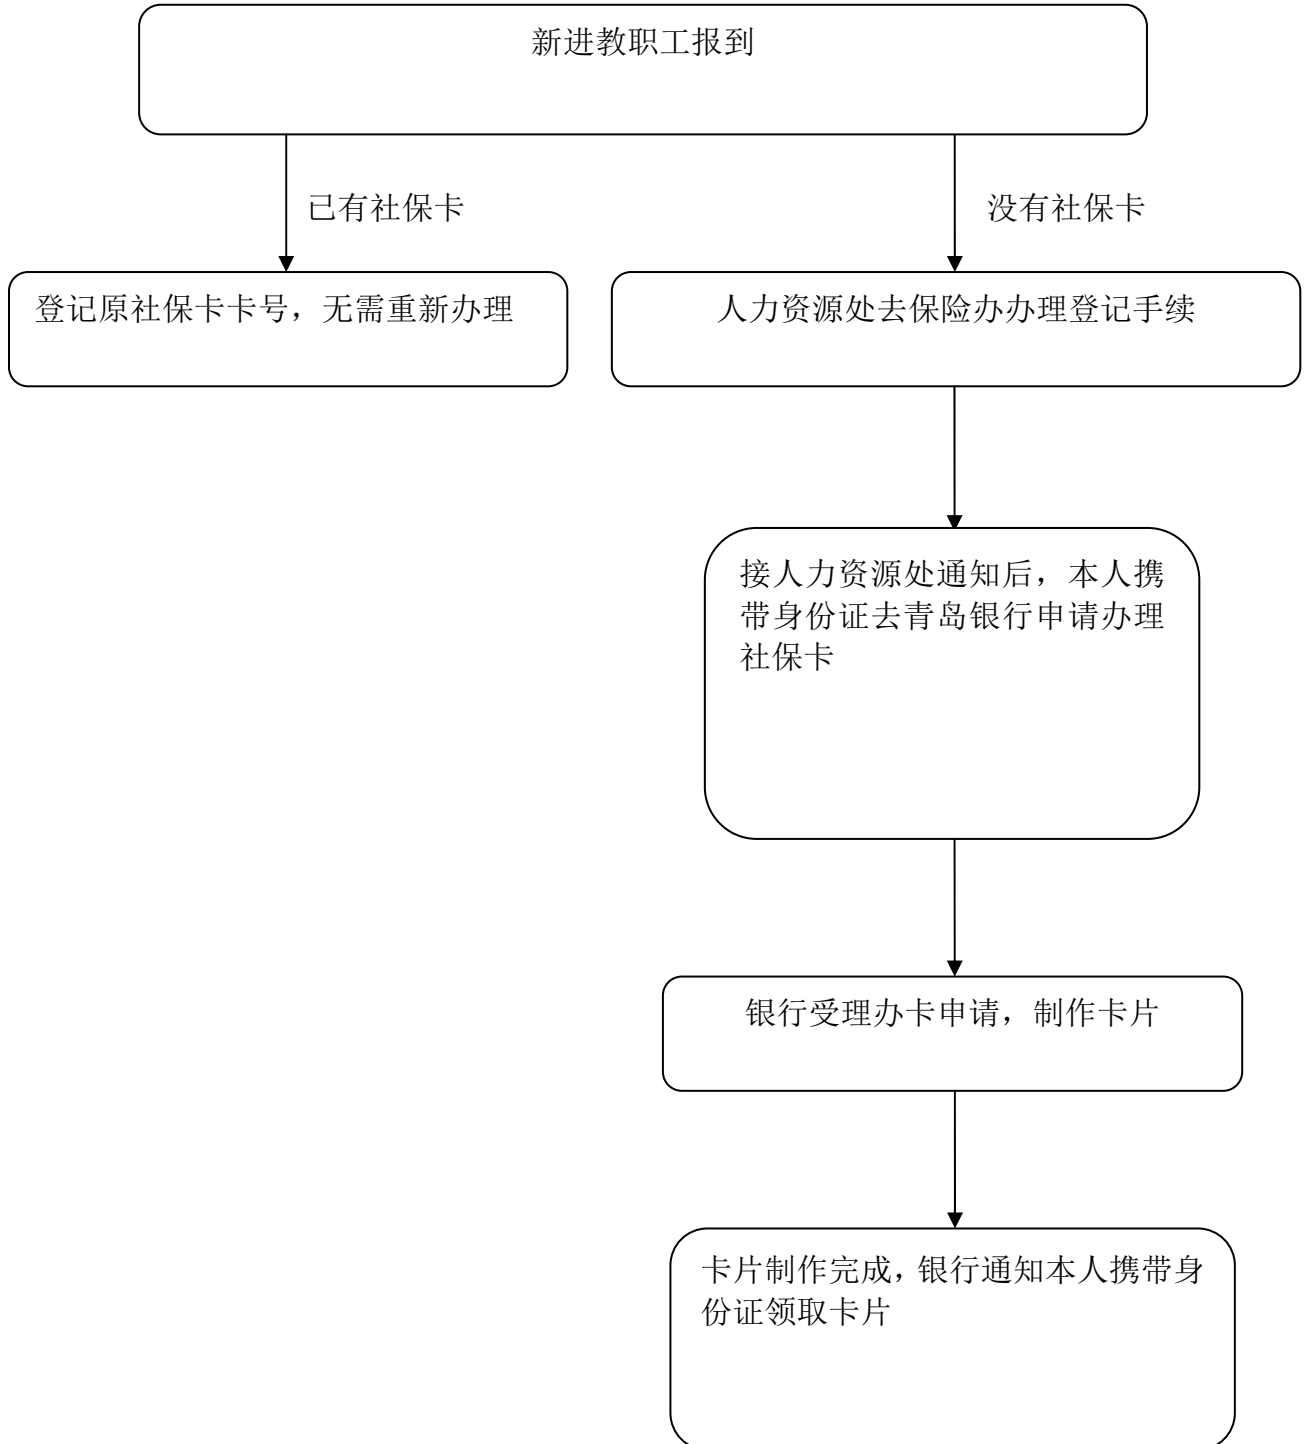 新进教职工报到
已有社保卡
没有社保卡
登记原社保卡卡号，无需重新办理
人力资源处去保险办办理登记手续
接人力资源处通知后，本人携
带身份证去青岛银行申请办理
社保卡
银行受理办卡申请，制作卡片
卡片制作完成，银行通知本人携带身
份证领取卡片